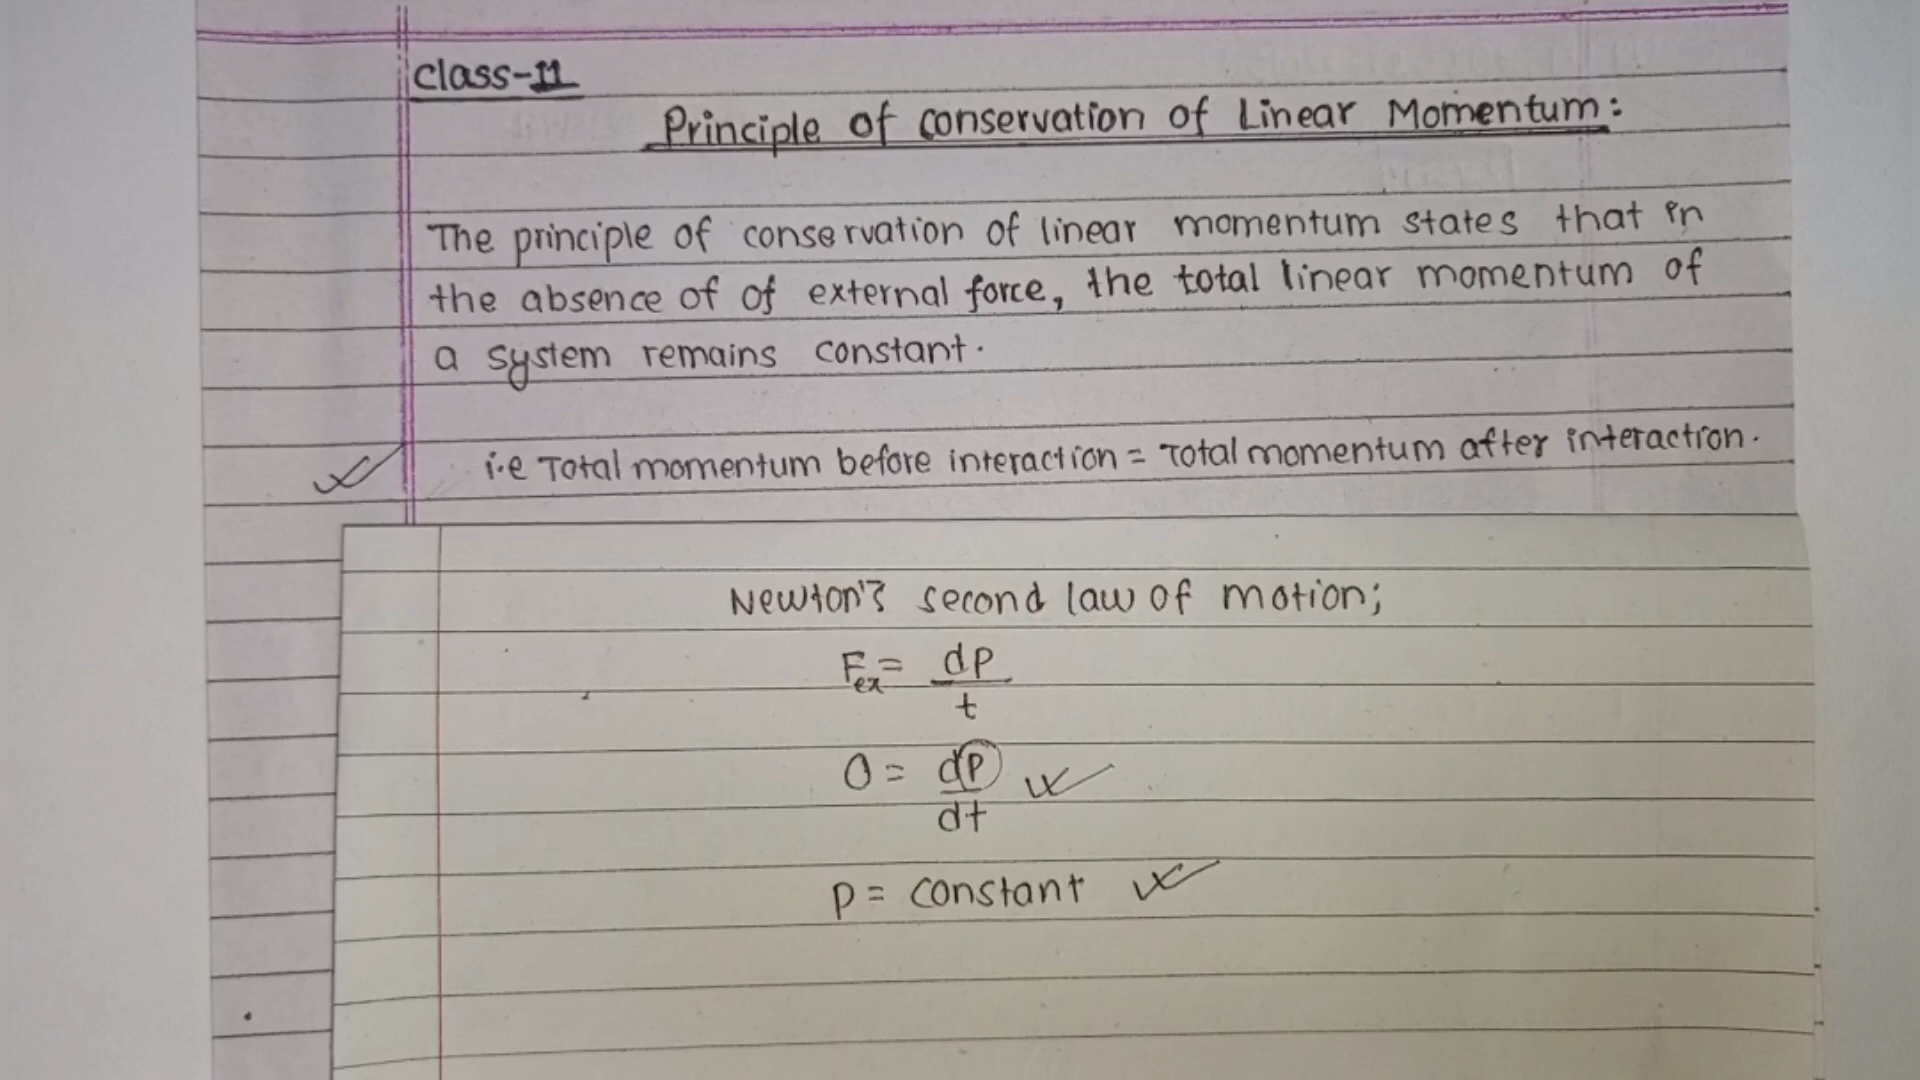 Class-11
Principle of conservation of Linear Momentum:
The principle of conservation of linear momentum states that in
the absence of of external force, the total linear momentum of
a system remains constant.
i.e Total momentum before interaction = Total momentum after interaction.
Newton's second law of motion;
F_ex = dP/t
0 = dP/dt
P = constant